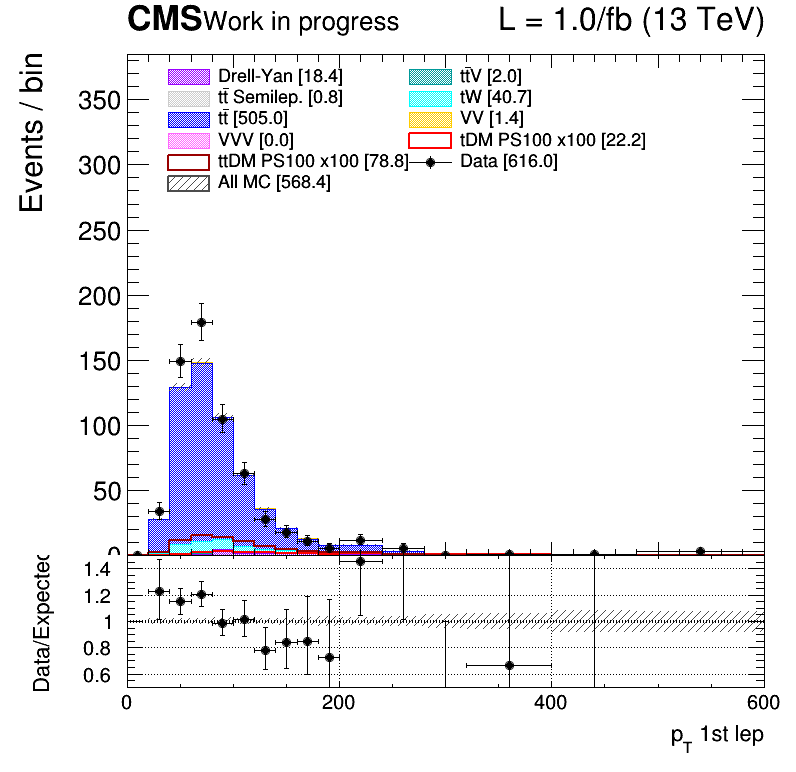 CMS Work in progress L = 1.0/fb (13 TeV)
Events / bin
Drell-Yan [18.4] tt̄V [2.0]
tt̄ Semilep. [0.8] tW [40.7]
tt̄ [505.0] VV [1.4]
VVV [0.0] tDM PS100 x100 [22.2]
ttDM PS100 x100 [78.8] Data [616.0]
All MC [568.4]
350
300
250
200
150
100
50
0
Data/Expected
1.4
1.2
1
0.8
0.6
0 200 400 600
p_T 1st lep